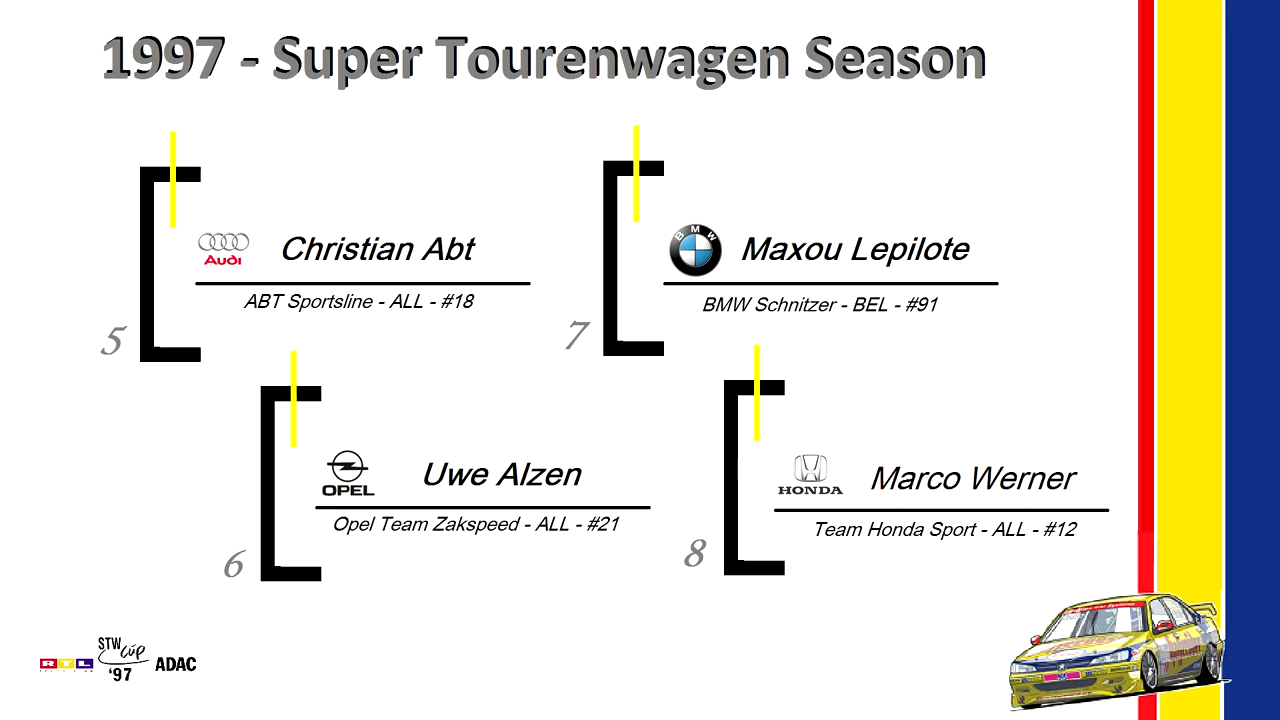 1997 - Super Tourenwagen Season
5
Audi
Christian Abt
ABT Sportsline - ALL - #18
6
OPEL
Uwe Alzen
Opel Team Zakspeed - ALL - #21
7
BMW
Maxou Lepilote
BMW Schnitzer - BEL - #91
8
HONDA
Marco Werner
Team Honda Sport - ALL - #12
RTL
STW
cup
'97
ADAC